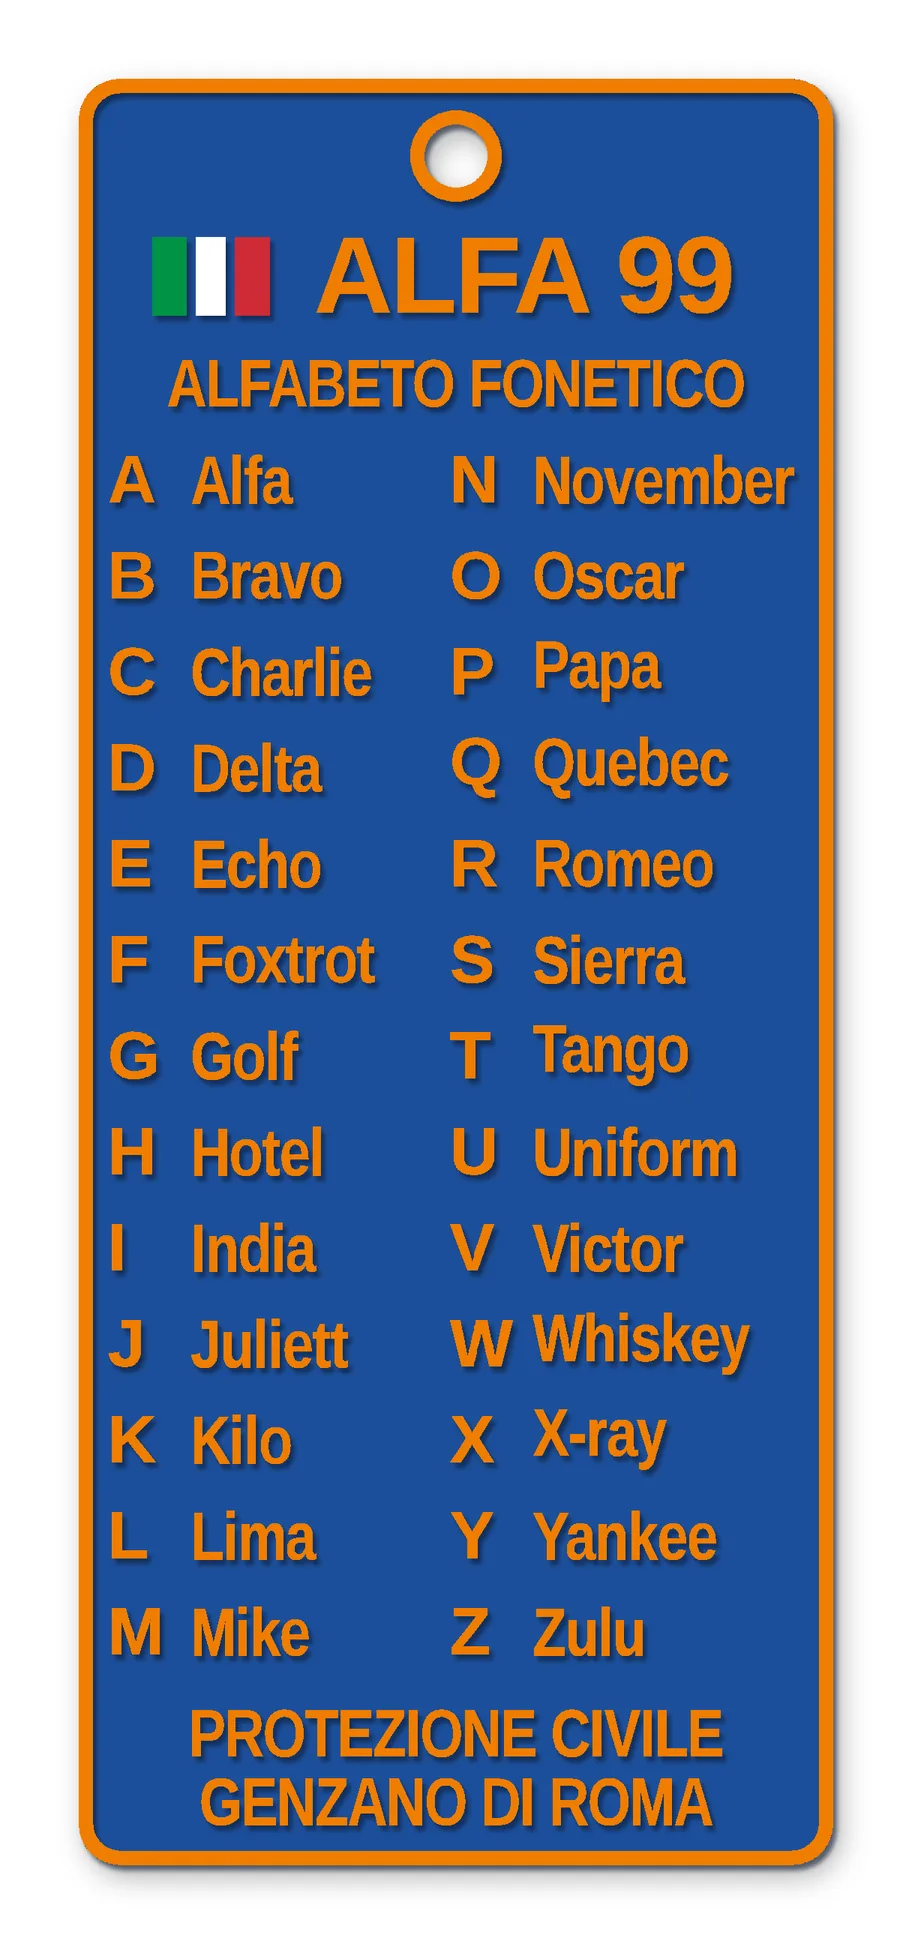 ALFA 99
ALFABETO FONETICO
A Alfa N November
B Bravo O Oscar
C Charlie P Papa
D Delta Q Quebec
E Echo R Romeo
F Foxtrot S Sierra
G Golf T Tango
H Hotel U Uniform
I India V Victor
J Juliett W Whiskey
K Kilo X X-ray
L Lima Y Yankee
M Mike Z Zulu
PROTEZIONE CIVILE
GENZANO DI ROMA